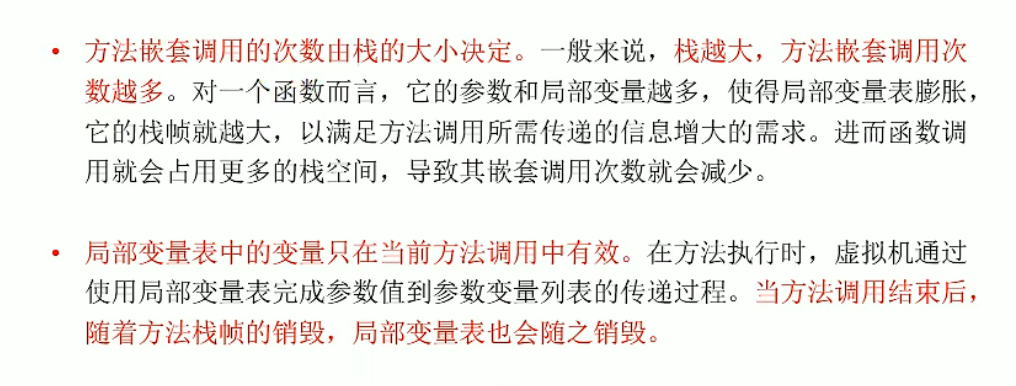 • 方法嵌套调用的次数由栈的大小决定。一般来说，栈越大，方法嵌套调用次
数越多。对一个函数而言，它的参数和局部变量越多，使得局部变量表膨胀，
它的栈帧就越大，以满足方法调用所需传递的信息增大的需求。进而函数调
用就会占用更多的栈空间，导致其嵌套调用次数就会减少。
• 局部变量表中的变量只在当前方法调用中有效。在方法执行时，虚拟机通过
使用局部变量表完成参数值到参数变量列表的传递过程。当方法调用结束后，
随着方法栈帧的销毁，局部变量表也会随之销毁。